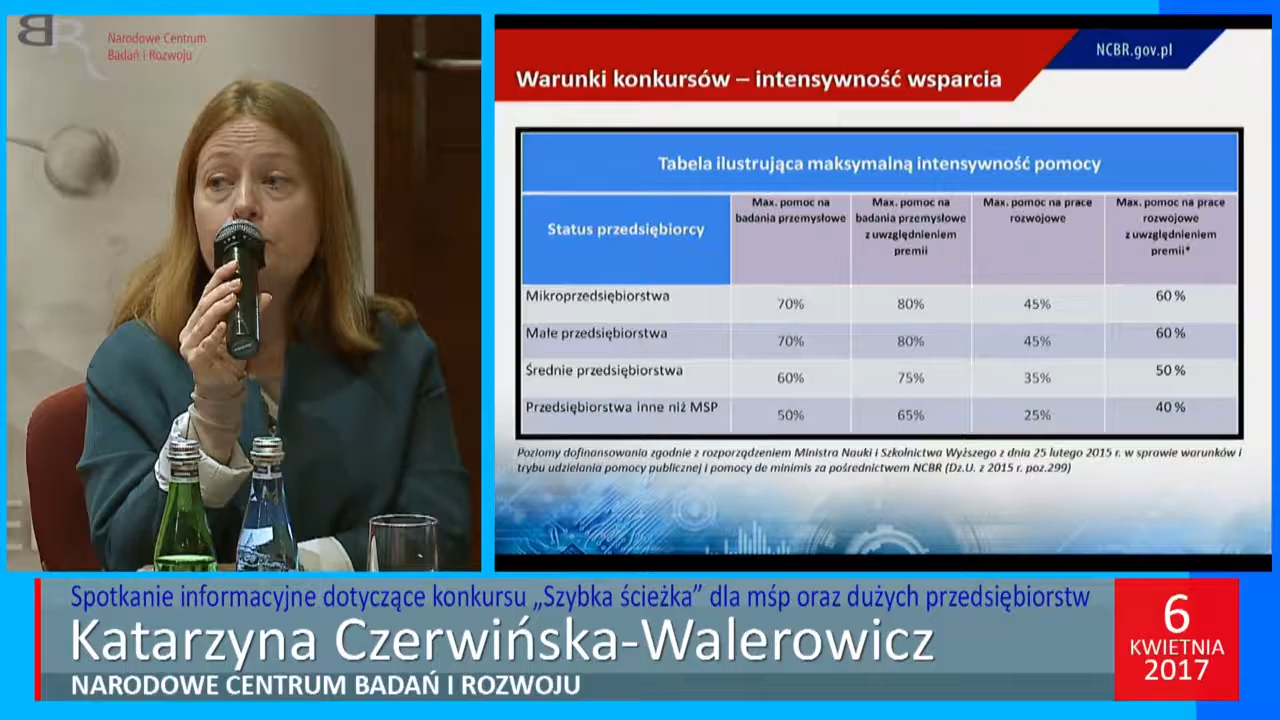 BR
Narodowe Centrum
Badań i Rozwoju
NCBR.gov.pl
Warunki konkursów – intensywność wsparcia
Tabela ilustrująca maksymalną intensywność pomocy
Status przedsiębiorcy
Max. pomoc na
badania przemysłowe
Max. pomoc na
badania przemysłowe
z uwzględnieniem
premii
Max. pomoc na prace
rozwojowe
Max. pomoc na prace
rozwojowe
z uwzględnieniem
premii*
Mikroprzedsiębiorstwa 70% 80% 45% 60 %
Małe przedsiębiorstwa 70% 80% 45% 60 %
Średnie przedsiębiorstwa 60% 75% 35% 50 %
Przedsiębiorstwa inne niż MSP 50% 65% 25% 40 %
Poziomy dofinansowania zgodnie z rozporządzeniem Ministra Nauki i Szkolnictwa Wyższego z dnia 25 lutego 2015 r. w sprawie warunków i
trybu udzielania pomocy publicznej i pomocy de minimis za pośrednictwem NCBR (Dz.U. z 2015 r. poz.299)
Spotkanie informacyjne dotyczące konkursu „Szybka ścieżka” dla mśp oraz dużych przedsiębiorstw
Katarzyna Czerwińska-Walerowicz
NARODOWE CENTRUM BADAŃ I ROZWOJU
6
KWIETNIA
2017